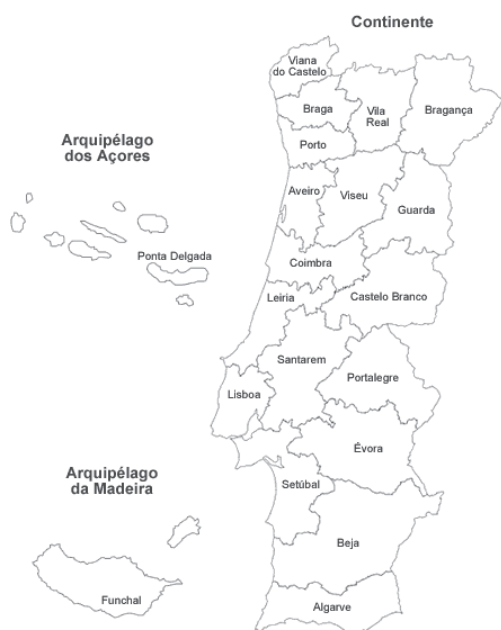 Continente
Viana
do Castelo
Braga
Vila
Real
Bragança
Porto
Arquipélago
dos Açores
Aveiro
Viseu
Guarda
Ponta Delgada
Coimbra
Leiria
Castelo Branco
Santarem
Portalegre
Lisboa
Évora
Arquipélago
da Madeira
Setúbal
Beja
Funchal
Algarve